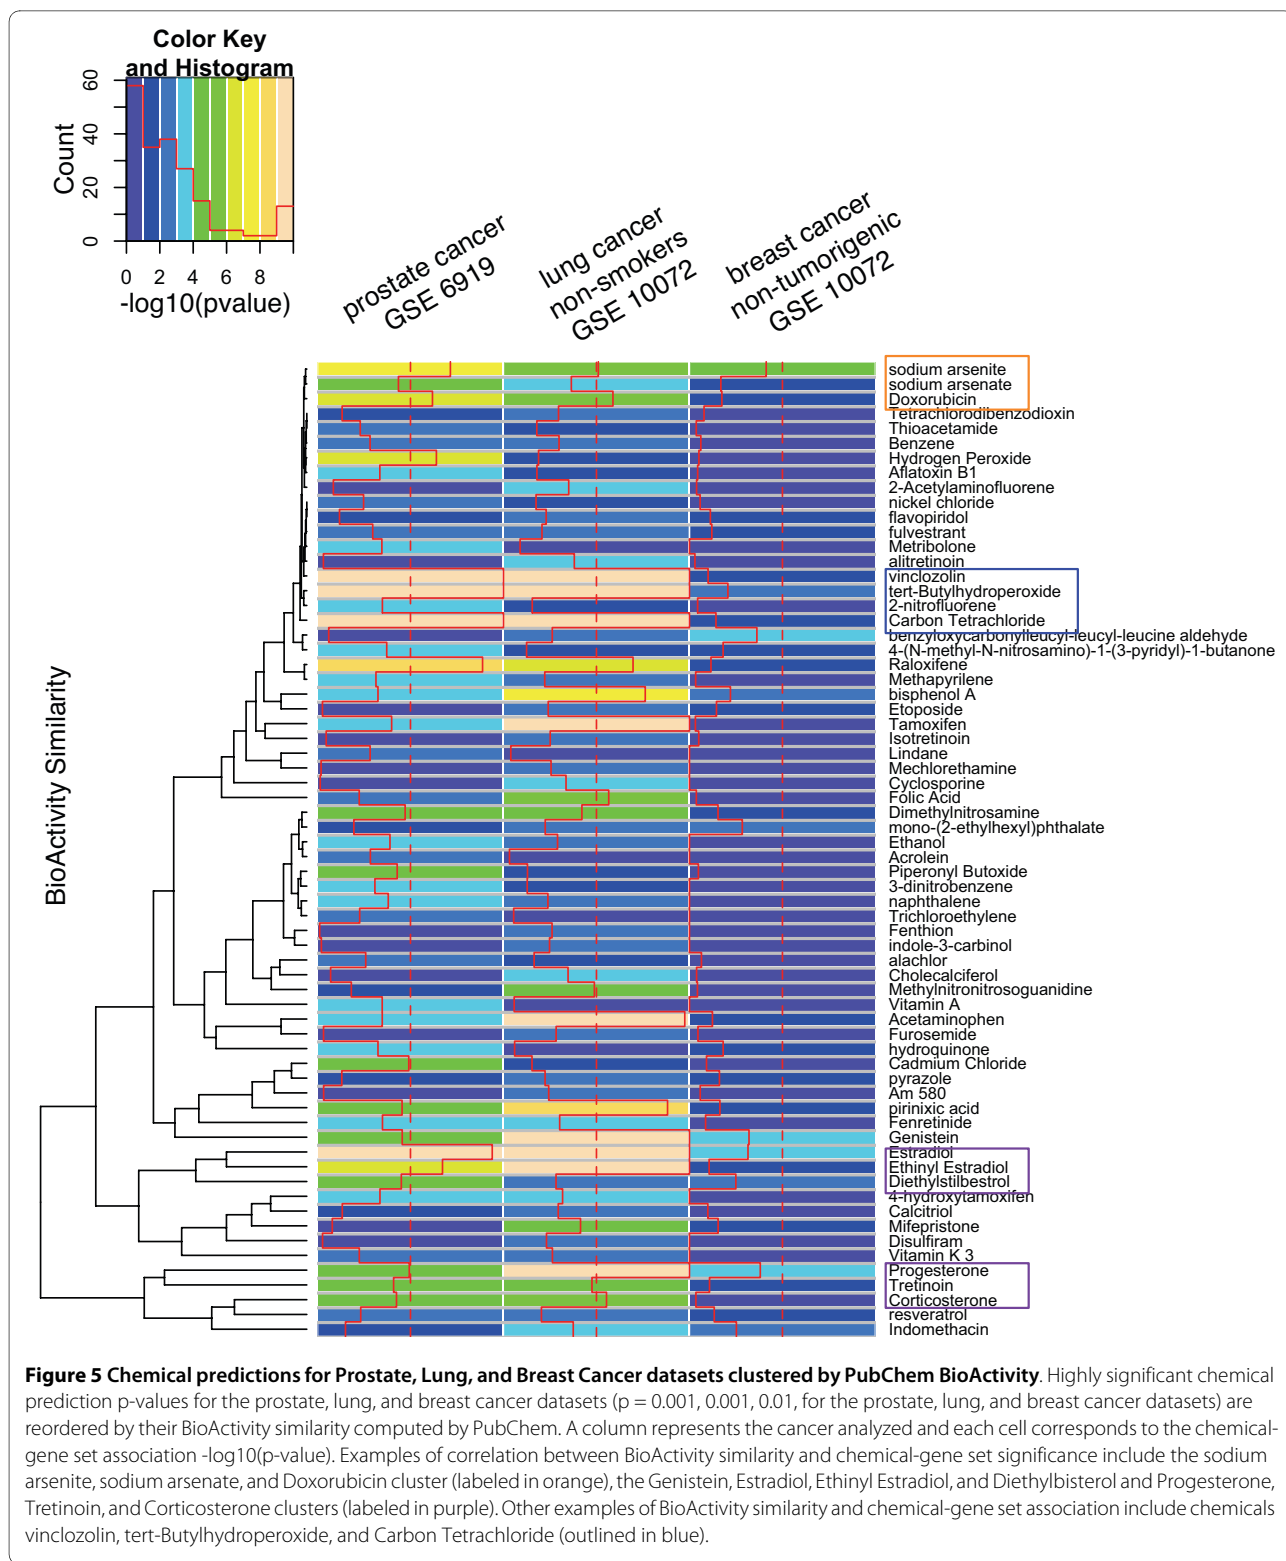 Color Key
and Histogram
Count
0
20
40
60
0
2
4
6
8
-log10(pvalue)
prostate cancer
GSE 6919
lung cancer
non-smokers
GSE 10072
breast cancer
non-tumorigenic
GSE 10072
BioActivity Similarity
sodium arsenite
sodium arsenate
Doxorubicin
Tetrachlorodibenzodioxin
Thioacetamide
Benzene
Hydrogen Peroxide
Aflatoxin B1
2-Acetylaminofluorene
nickel chloride
flavopiridol
fulvestrant
Metribolone
alitretinoin
vinclozolin
tert-Butylhydroperoxide
2-nitrofluorene
Carbon Tetrachloride
benzyloxycarbonylleucyl-leucyl-leucine aldehyde
4-(N-methyl-N-nitrosamino)-1-(3-pyridyl)-1-butanone
Raloxifene
Methapyrilene
bisphenol A
Etoposide
Tamoxifen
Isotretinoin
Lindane
Mechlorethamine
Cyclosporine
Folic Acid
Dimethylnitrosamine
mono-(2-ethylhexyl)phthalate
Ethanol
Acrolein
Piperonyl Butoxide
3-dinitrobenzene
naphthalene
Trichloroethylene
Fenthion
indole-3-carbinol
alachlor
Cholecalciferol
Methylnitronitrosoguanidine
Vitamin A
Acetaminophen
Furosemide
hydroquinone
Cadmium Chloride
pyrazole
Am 580
pirinixic acid
Fenretinide
Genistein
Estradiol
Ethinyl Estradiol
Diethylstilbestrol
4-hydroxytamoxifen
Calcitriol
Mifepristone
Disulfiram
Vitamin K 3
Progesterone
Tretinoin
Corticosterone
resveratrol
Indomethacin
Figure 5 Chemical predictions for Prostate, Lung, and Breast Cancer datasets clustered by PubChem BioActivity. Highly significant chemical
prediction p-values for the prostate, lung, and breast cancer datasets (p = 0.001, 0.001, 0.01, for the prostate, lung, and breast cancer datasets) are
reordered by their BioActivity similarity computed by PubChem. A column represents the cancer analyzed and each cell corresponds to the chemical-
gene set association -log10(p-value). Examples of correlation between BioActivity similarity and chemical-gene set significance include the sodium
arsenite, sodium arsenate, and Doxorubicin cluster (labeled in orange), the Genistein, Estradiol, Ethinyl Estradiol, and Diethylbisterol and Progesterone,
Tretinoin, and Corticosterone clusters (labeled in purple). Other examples of BioActivity similarity and chemical-gene set association include chemicals
vinclozolin, tert-Butylhydroperoxide, and Carbon Tetrachloride (outlined in blue).